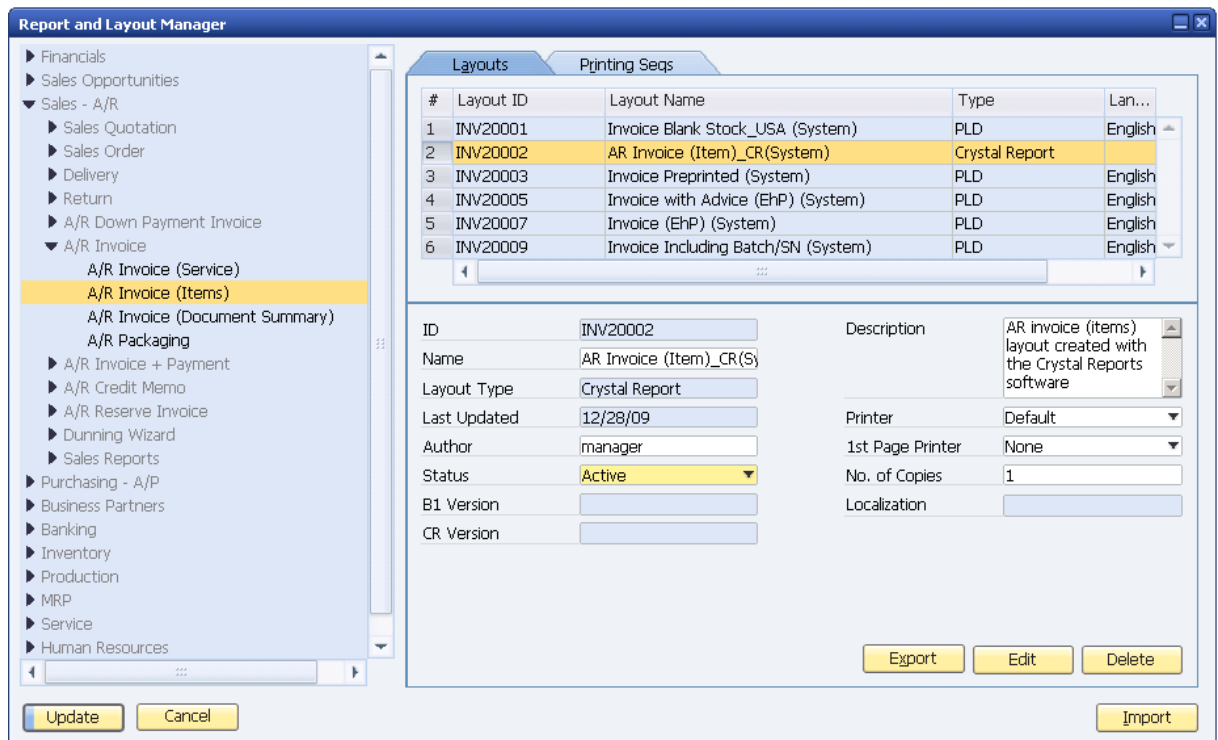 Report and Layout Manager
Financials
Sales Opportunities
Sales - A/R
Sales Quotation
Sales Order
Delivery
Return
A/R Down Payment Invoice
A/R Invoice
A/R Invoice (Service)
A/R Invoice (Items)
A/R Invoice (Document Summary)
A/R Packaging
A/R Invoice + Payment
A/R Credit Memo
A/R Reserve Invoice
Dunning Wizard
Sales Reports
Purchasing - A/P
Business Partners
Banking
Inventory
Production
MRP
Service
Human Resources
Layouts Printing Seqs
# Layout ID Layout Name Type Lan...
1 INV20001 Invoice Blank Stock_USA (System) PLD English
2 INV20002 AR Invoice (Item)_CR(System) Crystal Report
3 INV20003 Invoice Preprinted (System) PLD English
4 INV20005 Invoice with Advice (EhP) (System) PLD English
5 INV20007 Invoice (EhP) (System) PLD English
6 INV20009 Invoice Including Batch/SN (System) PLD English
ID INV20002
Name AR Invoice (Item)_CR(Sy
Layout Type Crystal Report
Last Updated 12/28/09
Author manager
Status Active
B1 Version
CR Version
Description AR invoice (items)
layout created with
the Crystal Reports
software
Printer Default
1st Page Printer None
No. of Copies 1
Localization
Export Edit Delete
Update Cancel Import